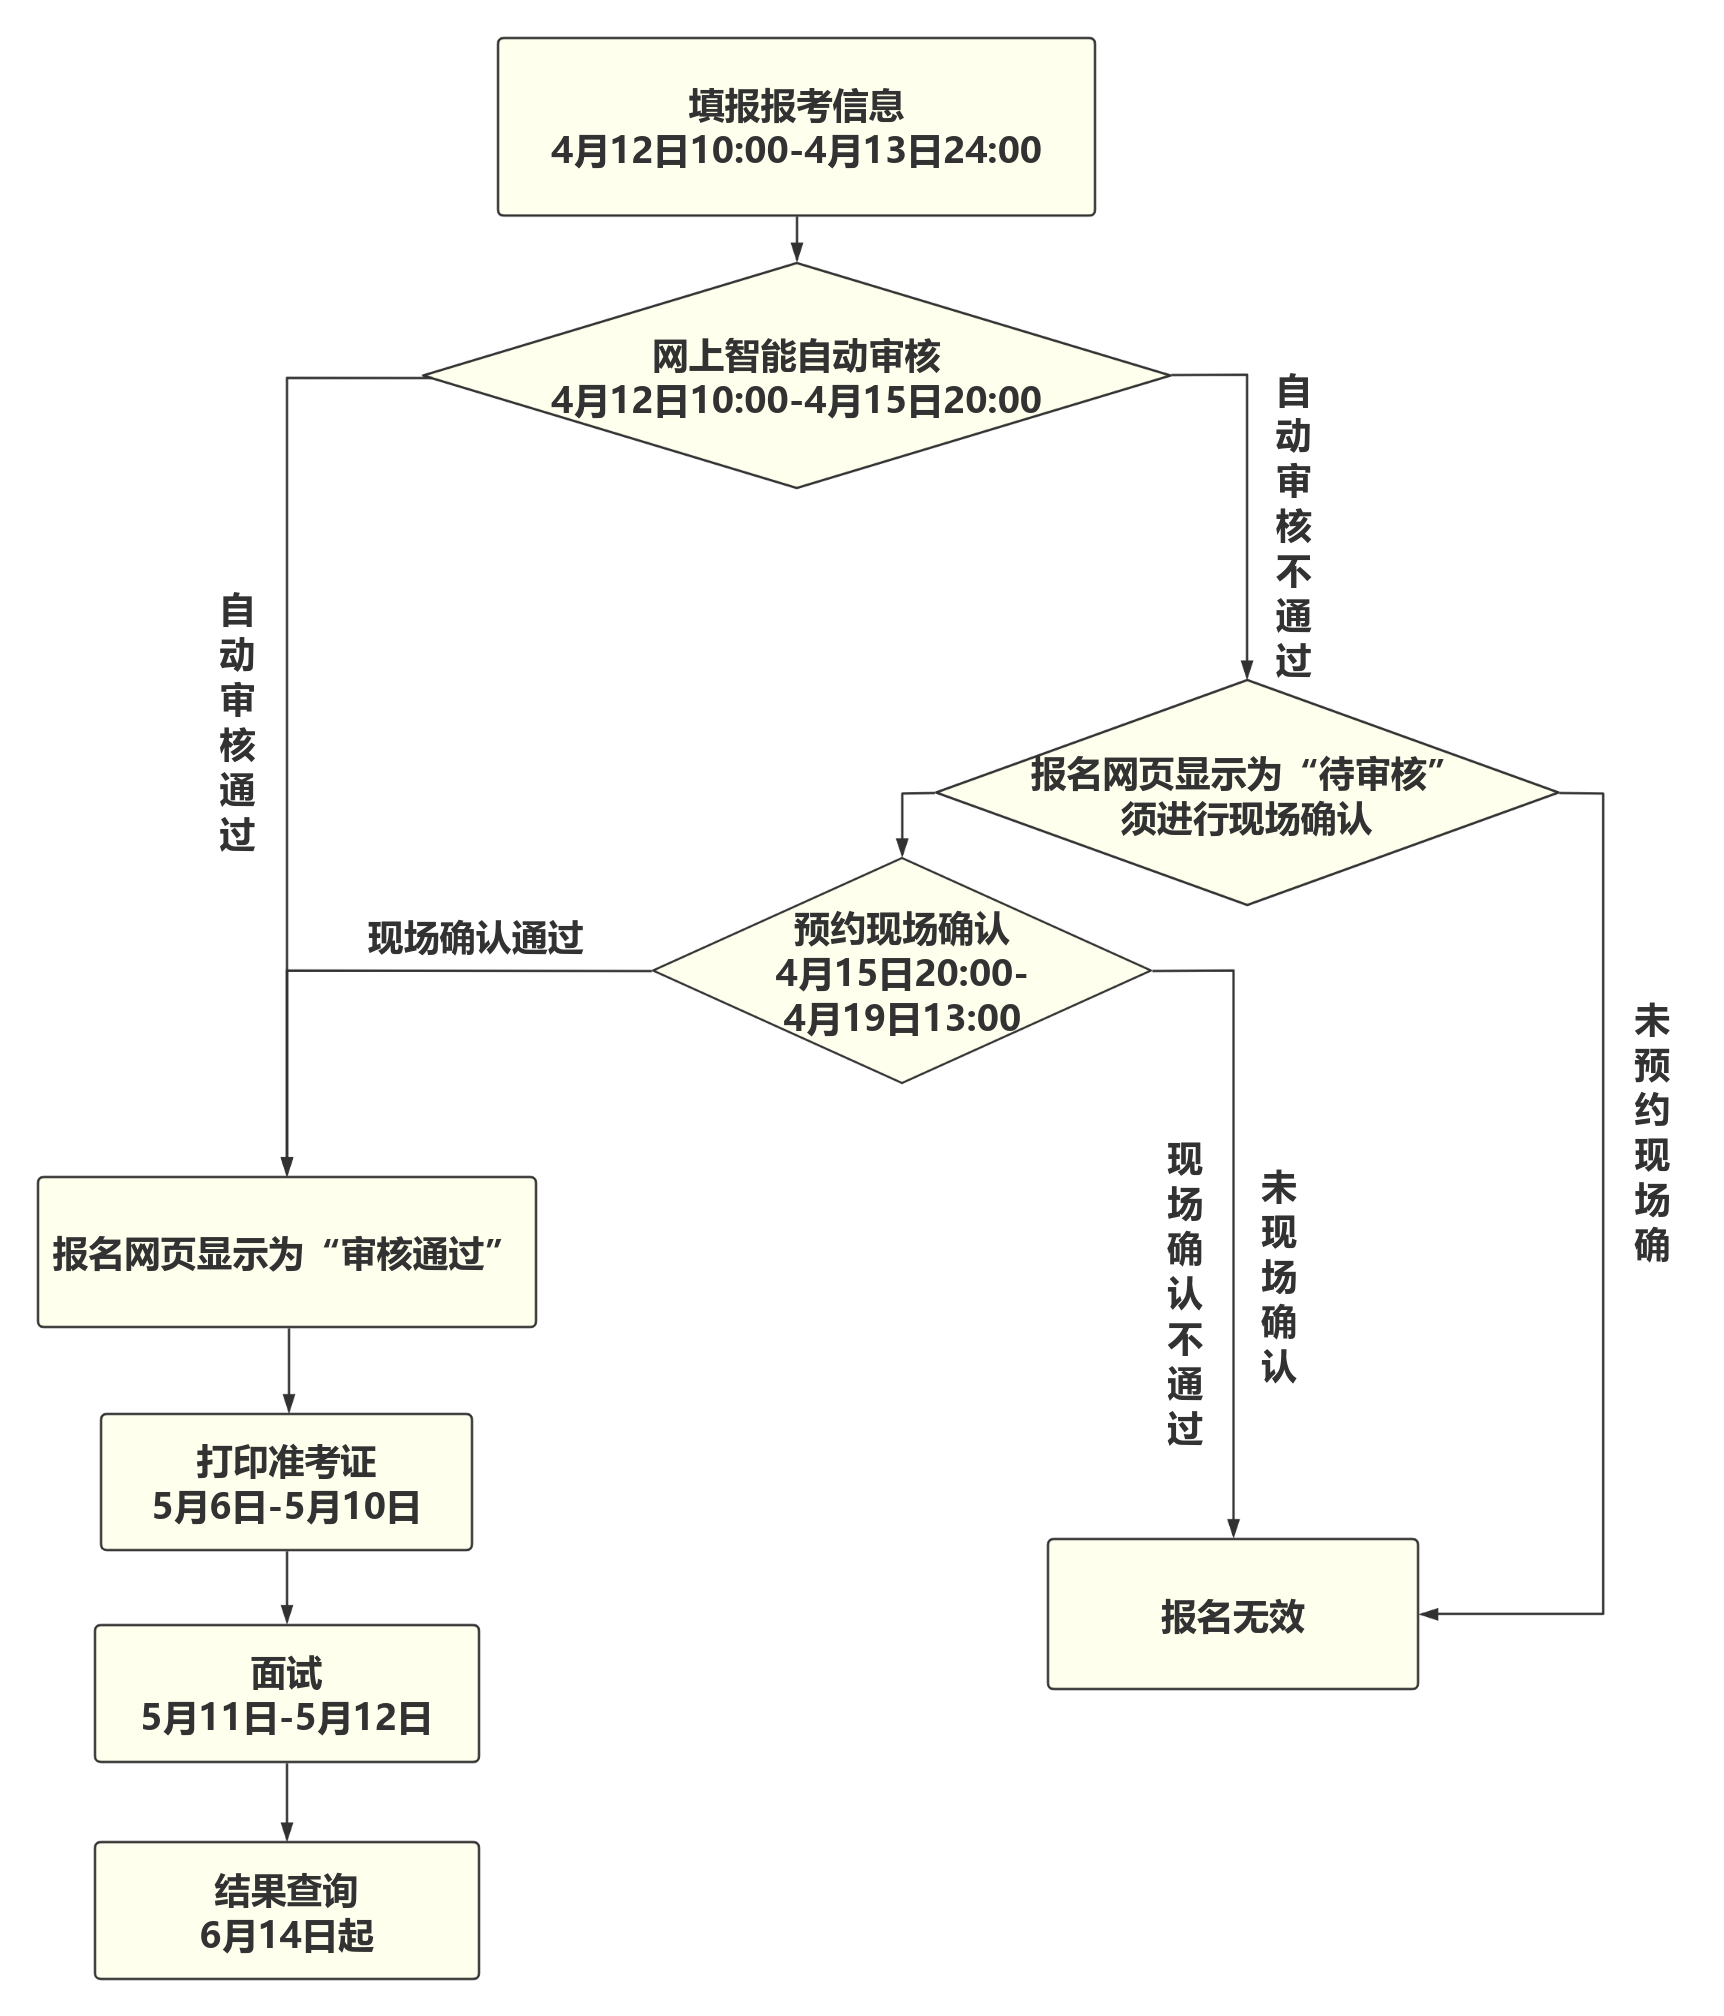 填报报考信息
4月12日10:00-4月13日24:00
网上智能自动审核
4月12日10:00-4月15日20:00
自动审核不通过
自动审核通过
报名网页显示为“待审核”
须进行现场确认
现场确认通过
预约现场确认
4月15日20:00-
4月19日13:00
未预约现场确
现场确认不通过
未现场确认
报名网页显示为“审核通过”
打印准考证
5月6日-5月10日
报名无效
面试
5月11日-5月12日
结果查询
6月14日起